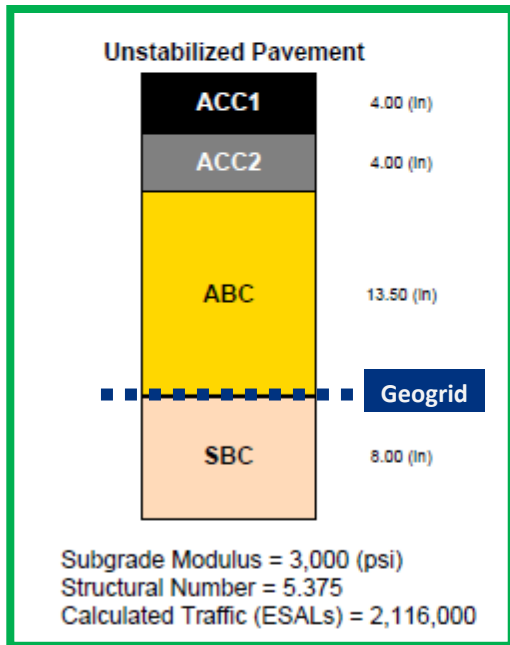 Unstabilized Pavement
ACC1 4.00 (in)
ACC2 4.00 (in)
ABC 13.50 (in)
Geogrid
SBC 8.00 (in)
Subgrade Modulus = 3,000 (psi)
Structural Number = 5.375
Calculated Traffic (ESALs) = 2,116,000